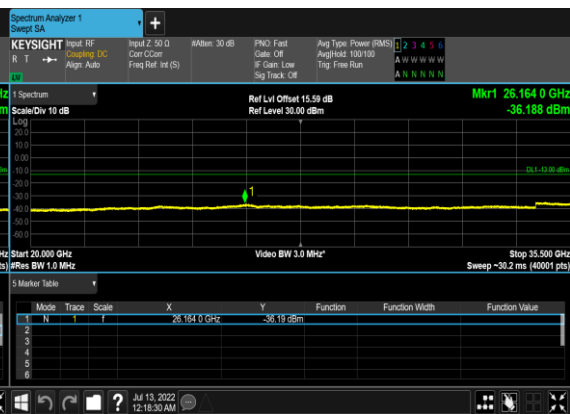 Spectrum Analyzer 1
Swept SA
+
KEYSIGHT
R T
Input: RF
Coupling: DC
Align: Auto
Input Z: 50 Ω
Corr CCorr
Freq Ref: Int (S)
#Atten: 30 dB
PNO: Fast
Gate: Off
IF Gain: Low
Sig Track: Off
Avg Type: Power (RMS)
Avg|Hold: 100/100
Trig: Free Run
1 2 3 4 5 6
A W W W W W
A N N N N N
1 Spectrum
Scale/Div 10 dB
Log
Ref Lvl Offset 15.59 dB
Ref Level 30.00 dBm
Mkr1 26.164 0 GHz
-36.188 dBm
20.0
10.0
0.00
-10.0
DL1 -13.00 dBm
-20.0
-30.0
1
-40.0
-50.0
-60.0
Start 20.000 GHz
#Res BW 1.0 MHz
Video BW 3.0 MHz*
Stop 35.500 GHz
Sweep ~30.2 ms (40001 pts)
5 Marker Table
Mode Trace Scale X Y Function Function Width Function Value
1 N 1 f 26.164 0 GHz -36.19 dBm
2
3
4
5
6
?
Jul 13, 2022
12:18:30 AM